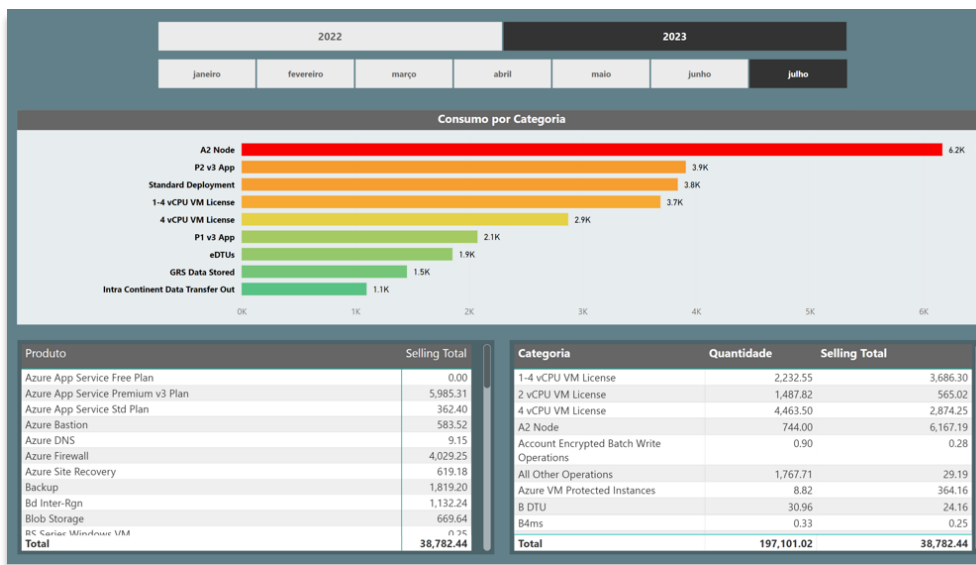 2022 2023
janeiro fevereiro março abril maio junho julho
Consumo por Categoria
A2 Node 6.2K
P2 v3 App 3.9K
Standard Deployment 3.8K
1-4 vCPU VM License 3.7K
4 vCPU VM License 2.9K
P1 v3 App 2.1K
eDTUs 1.9K
GRS Data Stored 1.5K
Intra Continent Data Transfer Out 1.1K
0K 1K 2K 3K 4K 5K 6K
Produto Selling Total
Azure App Service Free Plan 0.00
Azure App Service Premium v3 Plan 5,985.31
Azure App Service Std Plan 362.40
Azure Bastion 583.52
Azure DNS 9.15
Azure Firewall 4,029.25
Azure Site Recovery 619.18
Backup 1,819.20
Bd Inter-Rgn 1,132.24
Blob Storage 669.64
BS Series Windows VM 0.25
Total 38,782.44
Categoria Quantidade Selling Total
1-4 vCPU VM License 2,232.55 3,686.30
2 vCPU VM License 1,487.82 565.02
4 vCPU VM License 4,463.50 2,874.25
A2 Node 744.00 6,167.19
Account Encrypted Batch Write 0.90 0.28
Operations
All Other Operations 1,767.71 29.19
Azure VM Protected Instances 8.82 364.16
B DTU 30.96 24.16
B4ms 0.33 0.25
Total 197,101.02 38,782.44